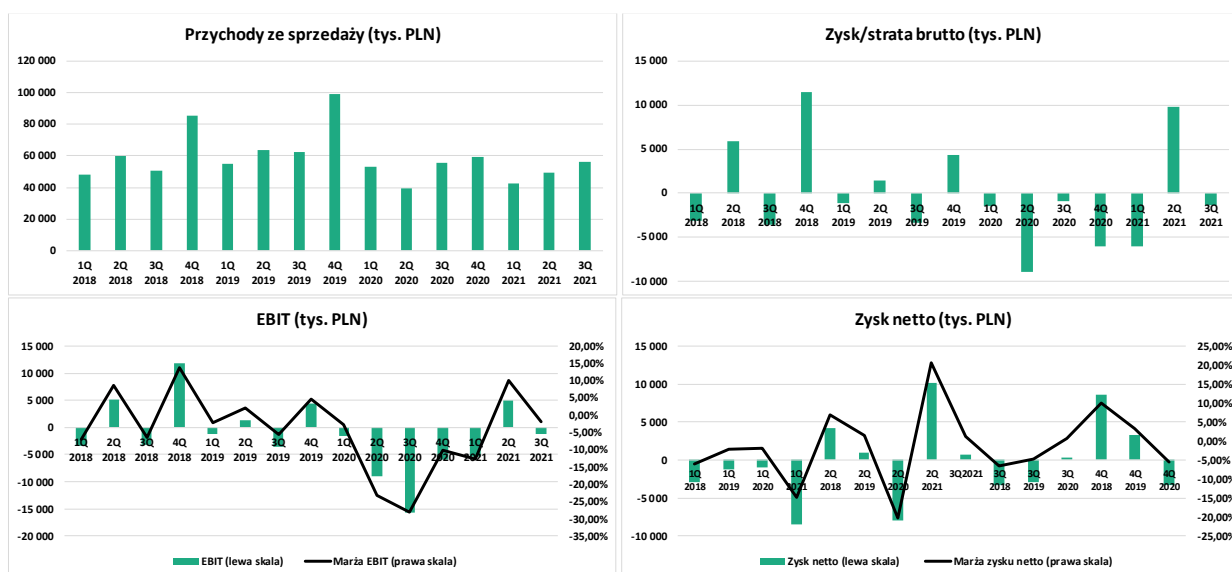 Przychody ze sprzedaży (tys. PLN)
120 000
100 000
80 000
60 000
40 000
20 000
0
1Q 2Q 3Q 4Q 1Q 2Q 3Q 4Q 1Q 2Q 3Q 4Q 1Q 2Q 3Q
2018 2018 2018 2018 2019 2019 2019 2019 2020 2020 2020 2020 2021 2021 2021
Zysk/strata brutto (tys. PLN)
15 000
10 000
5 000
0
1Q 2Q 3Q 4Q 1Q 2Q 3Q 4Q 1Q 2Q 3Q 4Q 1Q 2Q 3Q
2018 2018 2018 2018 2019 2019 2019 2019 2020 2020 2020 2020 2021 2021 2021
-5 000
-10 000
EBIT (tys. PLN)
15 000 20,00%
10 000 15,00%
5 000 10,00%
0 5,00%
-5 000 0,00%
-10 000 -5,00%
-15 000 -10,00%
-20 000 -15,00%
-20,00%
-25,00%
-30,00%
-35,00%
1Q 2Q 3Q 4Q 1Q 2Q 3Q 4Q 1Q 2Q 3Q 4Q 1Q 2Q 3Q
2018 2018 2018 2018 2019 2019 2019 2019 2020 2020 2020 2020 2021 2021 2021
EBIT (lewa skala) Marża EBIT (prawa skala)
Zysk netto (tys. PLN)
15 000 25,00%
10 000 20,00%
5 000 15,00%
0 10,00%
-5 000 5,00%
-10 000 0,00%
-5,00%
-10,00%
-15,00%
-20,00%
-25,00%
1Q 1Q 1Q 1Q 2Q 2Q 2Q 2Q 3Q2021 3Q 3Q 3Q 4Q 4Q 4Q
2018 2019 2020 2021 2018 2019 2020 2021 2018 2019 2020 2018 2019 2020
Zysk netto (lewa skala) Marża zysku netto (prawa skala)